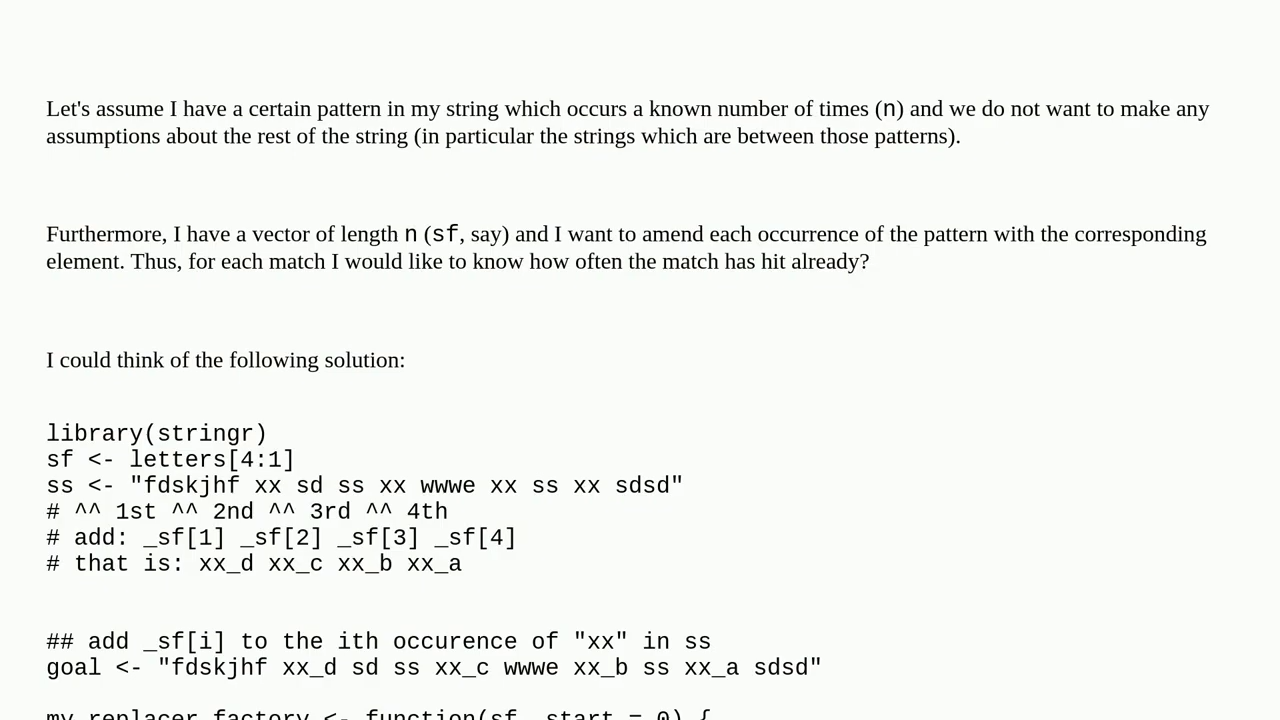 Let's assume I have a certain pattern in my string which occurs a known number of times (n) and we do not want to make any
assumptions about the rest of the string (in particular the strings which are between those patterns).
Furthermore, I have a vector of length n (sf, say) and I want to amend each occurrence of the pattern with the corresponding
element. Thus, for each match I would like to know how often the match has hit already?
I could think of the following solution:
library(stringr)
sf <- letters[4:1]
ss <- "fdskjhf xx sd ss xx wwwe xx ss xx sdsd"
# ^^ 1st ^^ 2nd ^^ 3rd ^^ 4th
# add: _sf[1] _sf[2] _sf[3] _sf[4]
# that is: xx_d xx_c xx_b xx_a
## add _sf[i] to the ith occurence of "xx" in ss
goal <- "fdskjhf xx_d sd ss xx_c wwwe xx_b ss xx_a sdsd"
my_replacer_factory <- function(sf, start = 0) {